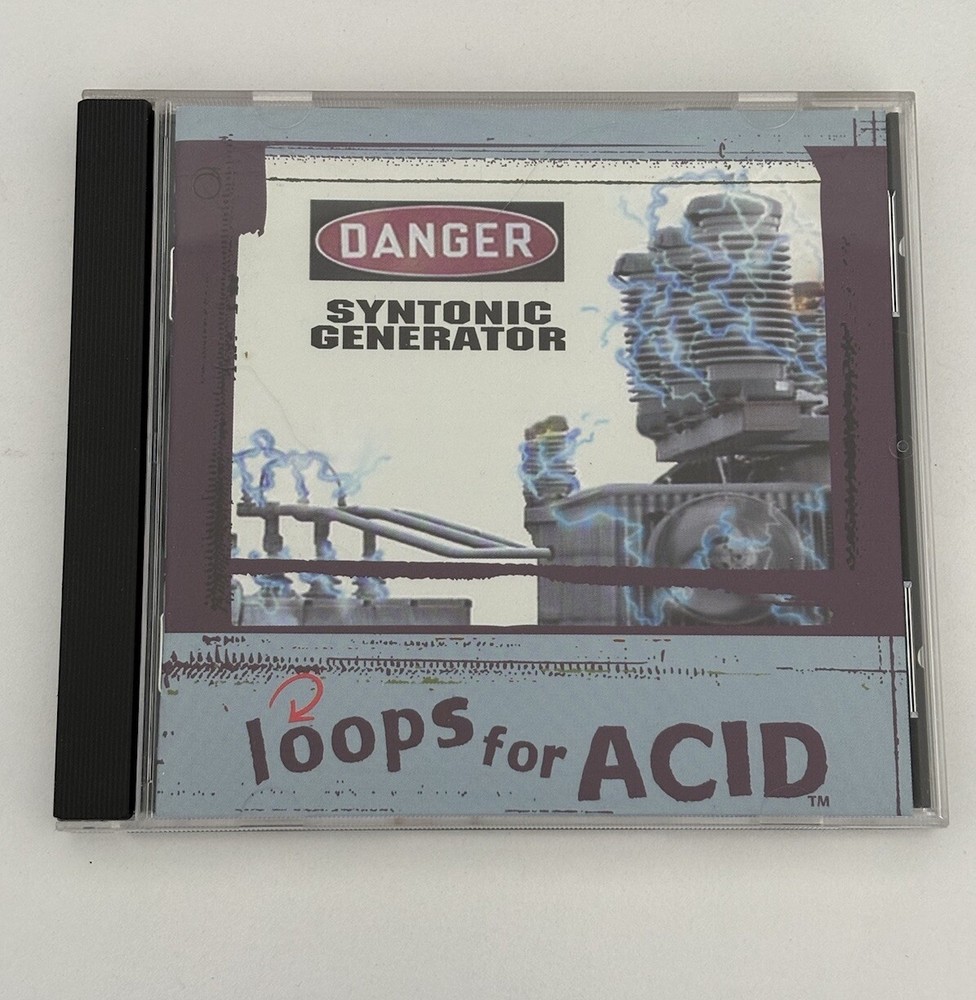 DANGER
SYNTONIC
GENERATOR
loops for ACID™